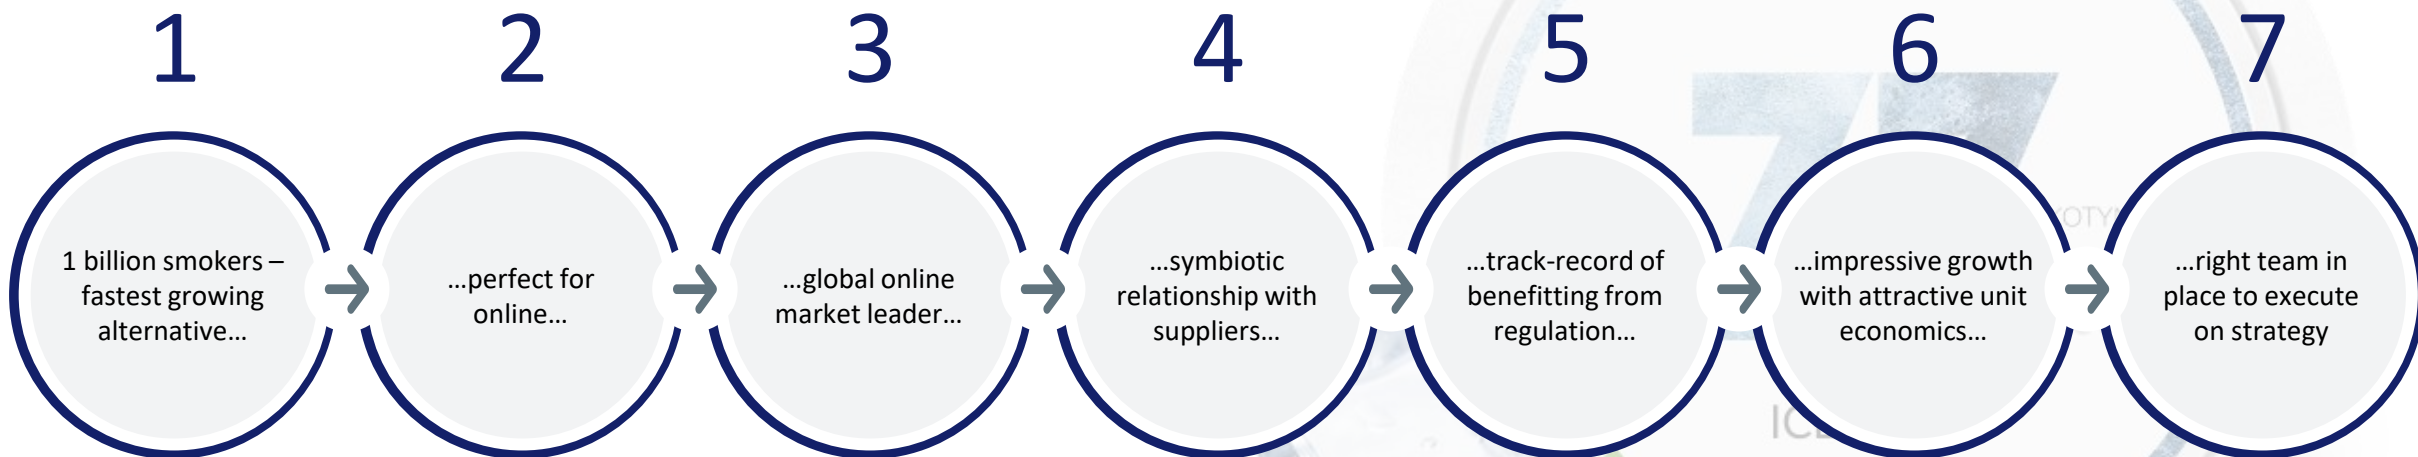 1
2
3
4
5
6
7
1 billion smokers –
fastest growing
alternative…
…perfect for
online…
…global online
market leader…
…symbiotic
relationship with
suppliers…
…track-record of
benefitting from
regulation…
…impressive growth
with attractive unit
economics…
…right team in
place to execute
on strategy
77